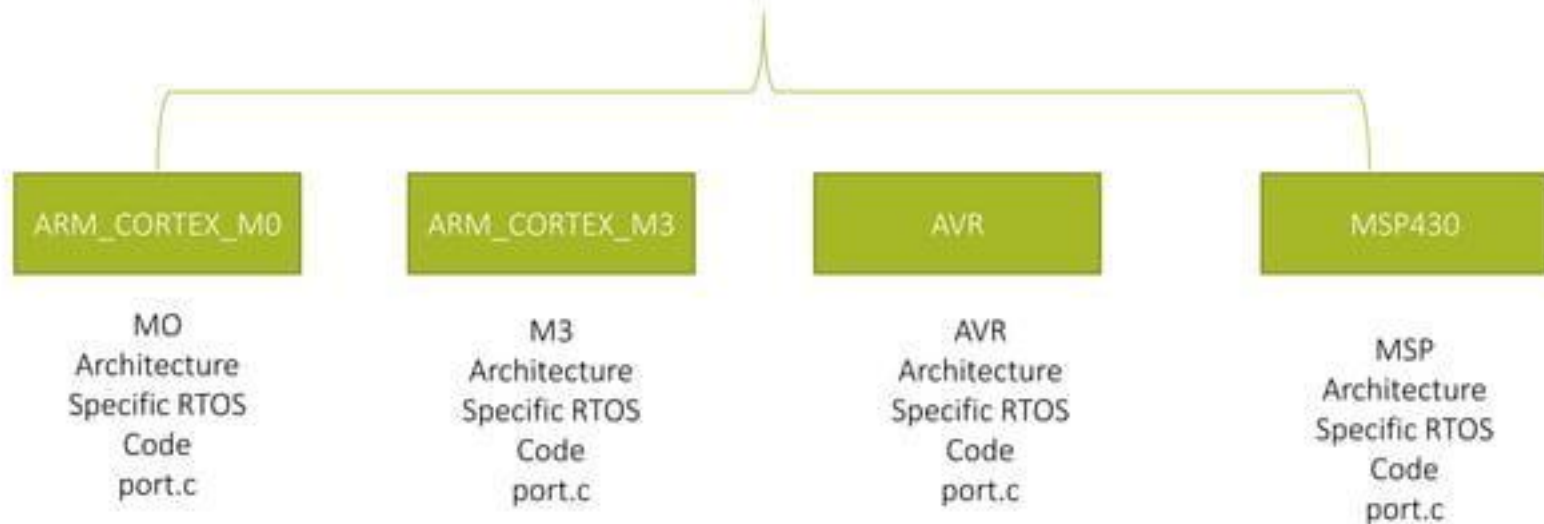 ARM_CORTEX_M0
ARM_CORTEX_M3
AVR
MSP430
MO
Architecture
Specific RTOS
Code
port.c
M3
Architecture
Specific RTOS
Code
port.c
AVR
Architecture
Specific RTOS
Code
port.c
MSP
Architecture
Specific RTOS
Code
port.c